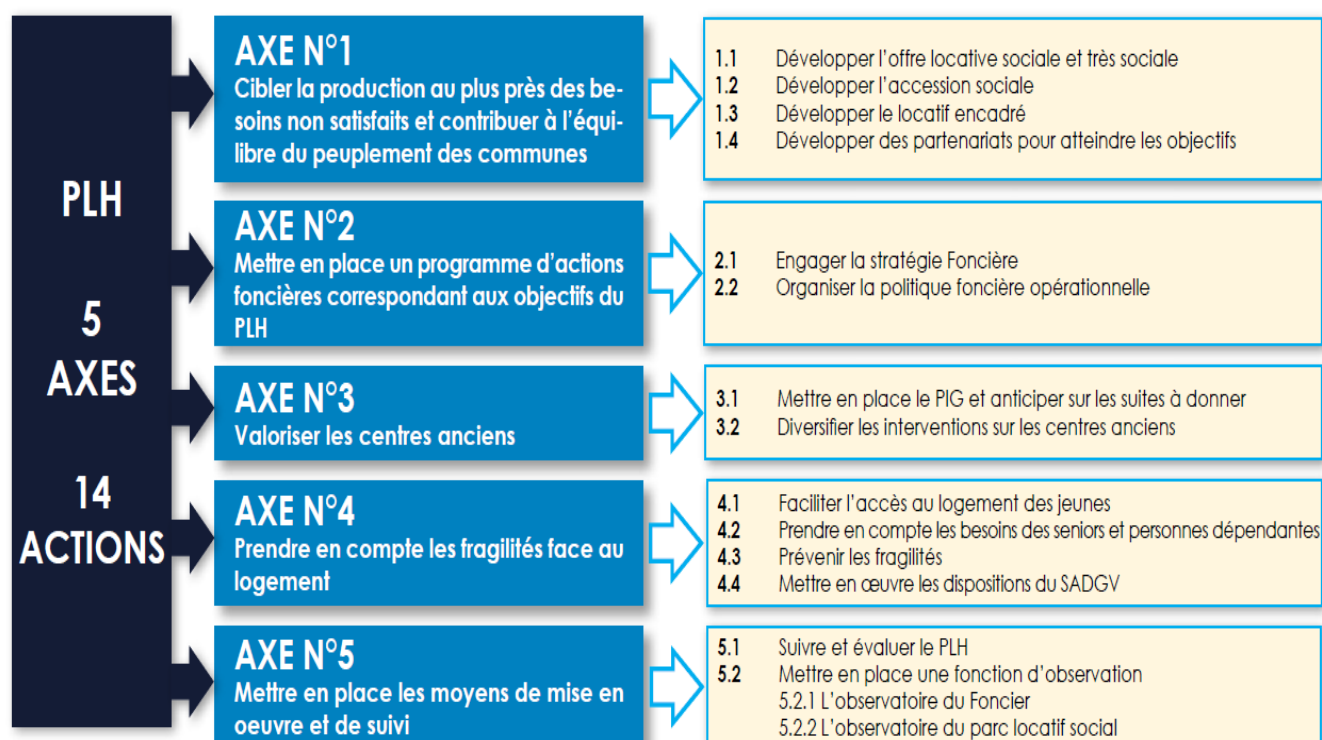 PLH
5
AXES
14
ACTIONS
AXE N°1
Cibler la production au plus près des be-
soins non satisfaits et contribuer à l'équi-
libre du peuplement des communes
1.1 Développer l'offre locative sociale et très sociale
1.2 Développer l'accession sociale
1.3 Développer le locatif encadré
1.4 Développer des partenariats pour atteindre les objectifs
AXE N°2
Mettre en place un programme d'actions
foncières correspondant aux objectifs du
PLH
2.1 Engager la stratégie Foncière
2.2 Organiser la politique foncière opérationnelle
AXE N°3
Valoriser les centres anciens
3.1 Mettre en place le PIG et anticiper sur les suites à donner
3.2 Diversifier les interventions sur les centres anciens
AXE N°4
Prendre en compte les fragilités face au
logement
4.1 Faciliter l'accès au logement des jeunes
4.2 Prendre en compte les besoins des seniors et personnes dépendantes
4.3 Prévenir les fragilités
4.4 Mettre en œuvre les dispositions du SADGV
AXE N°5
Mettre en place les moyens de mise en
oeuvre et de suivi
5.1 Suivre et évaluer le PLH
5.2 Mettre en place une fonction d'observation
5.2.1 L'observatoire du Foncier
5.2.2 L'observatoire du parc locatif social